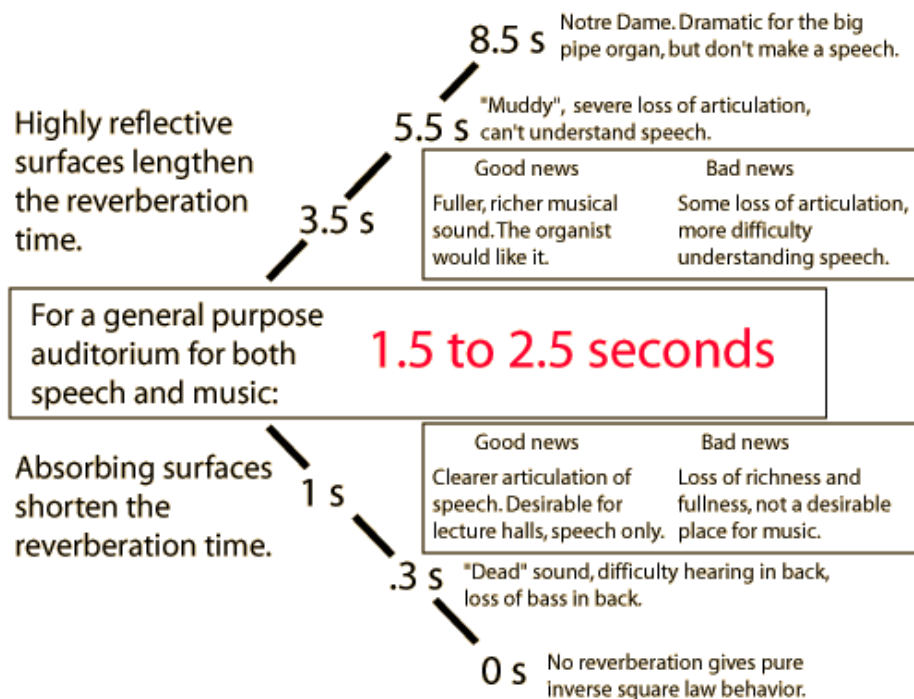 8.5 s
Notre Dame. Dramatic for the big
pipe organ, but don't make a speech.
5.5 s
"Muddy", severe loss of articulation,
can't understand speech.
Highly reflective
surfaces lengthen
the reverberation
time.
3.5 s
Good news
Fuller, richer musical
sound. The organist
would like it.
Bad news
Some loss of articulation,
more difficulty
understanding speech.
For a general purpose
auditorium for both
speech and music:
1.5 to 2.5 seconds
Absorbing surfaces
shorten the
reverberation time.
1 s
Good news
Clearer articulation of
speech. Desirable for
lecture halls, speech only.
Bad news
Loss of richness and
fullness, not a desirable
place for music.
.3 s
"Dead" sound, difficulty hearing in back,
loss of bass in back.
0 s
No reverberation gives pure
inverse square law behavior.